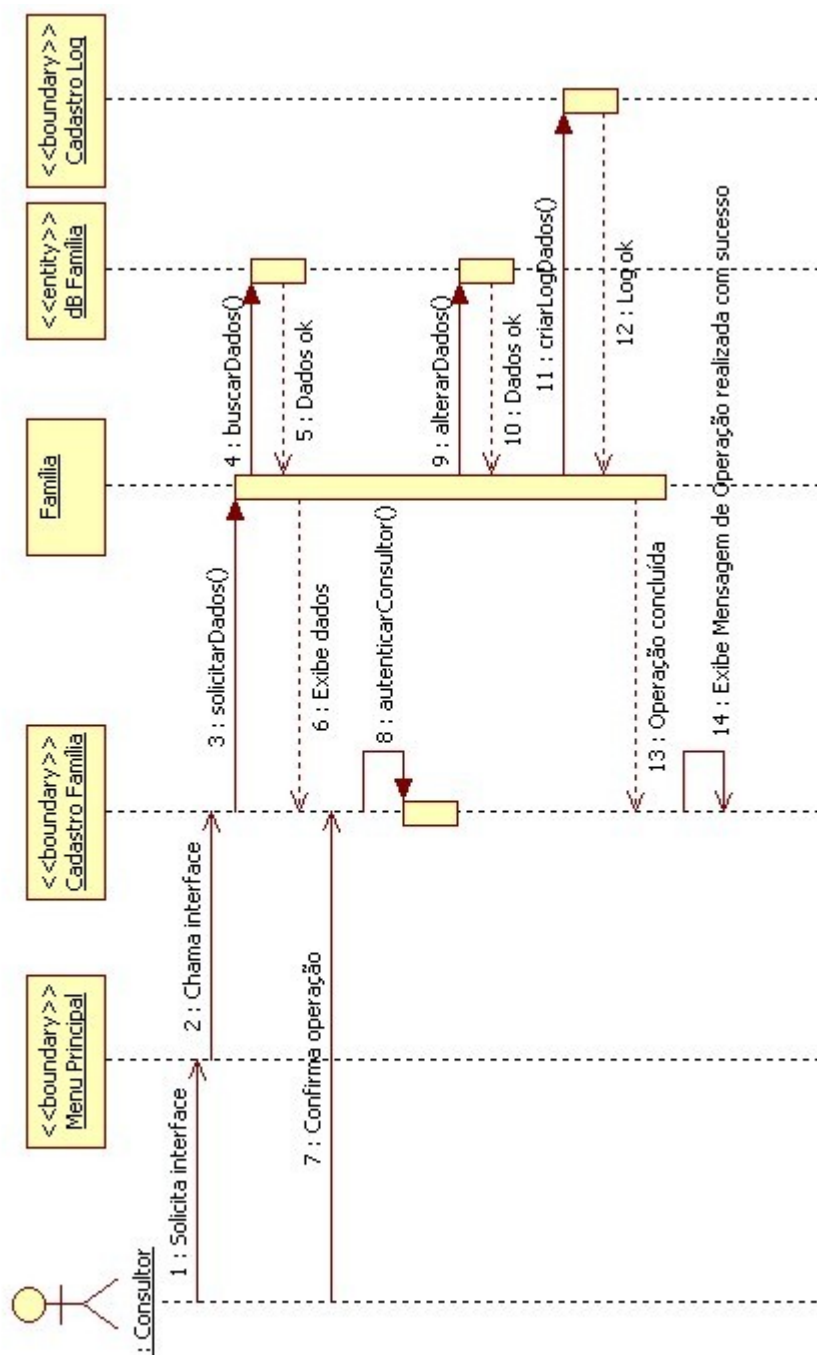 : Consultor
<<boundary>>
Menu Principal
<<boundary>>
Cadastro Família
Família
<<entity>>
dB Família
<<boundary>>
Cadastro Log
1 : Solicita interface
2 : Chama interface
3 : solicitarDados()
4 : buscarDados()
5 : Dados ok
6 : Exibe dados
7 : Confirma operação
8 : autenticarConsultor()
9 : alterarDados()
10 : Dados ok
11 : criarLogDados()
12 : Log ok
13 : Operação concluída
14 : Exibe Mensagem de Operação realizada com sucesso